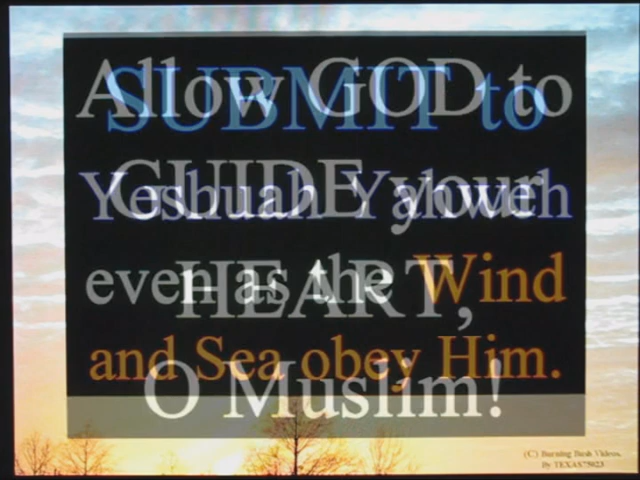 Allow GOD to
GUIDE your
HEART,
O Muslim!
SUBMIT to
Yeshuah Yahweh
even as the Wind
and Sea obey Him.
(C) Burning Bush Videos.
By TEXAS75023